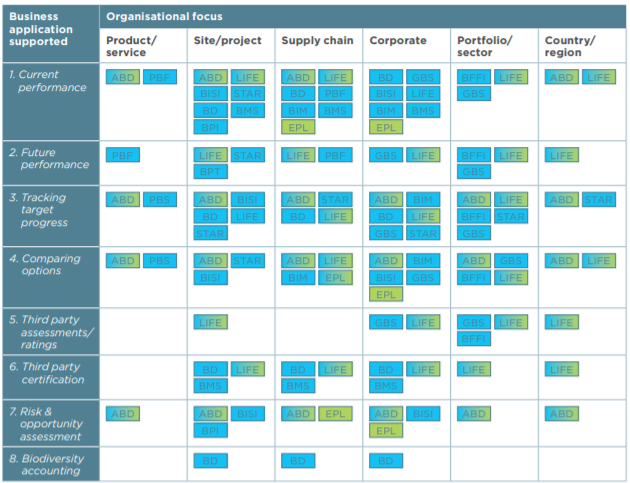 Business application supported
Organisational focus
Product/service
Site/project
Supply chain
Corporate
Portfolio/sector
Country/region
1. Current performance
ABD PBF
ABD LIFE
BISI STAR
BD BMS
BPI
ABD LIFE
BD PBF
BIM BMS
EPL
BD GBS
BISI LIFE
BIM BMS
EPL
BFFI LIFE
GBS
ABD LIFE
2. Future performance
PBF
LIFE STAR
BPT
LIFE PBF
GBS LIFE
BFFI LIFE
GBS
LIFE
3. Tracking target progress
ABD PBS
ABD BISI
BD LIFE
STAR
ABD STAR
BD LIFE
ABD BIM
BD LIFE
GBS STAR
ABD LIFE
BFFI STAR
GBS
ABD STAR
4. Comparing options
ABD PBS
ABD STAR
BISI
ABD LIFE
BIM EPL
ABD BIM
BISI GBS
EPL
ABD GBS
BFFI LIFE
ABD LIFE
5. Third party assessments/ratings
LIFE
GBS LIFE
GBS LIFE
BFFI
LIFE
6. Third party certification
BD LIFE
BMS
BD LIFE
BMS
BD LIFE
BMS
LIFE
LIFE
7. Risk & opportunity assessment
ABD
ABD BISI
BPI
ABD EPL
ABD BISI
EPL
ABD
ABD
8. Biodiversity accounting
BD
BD
BD